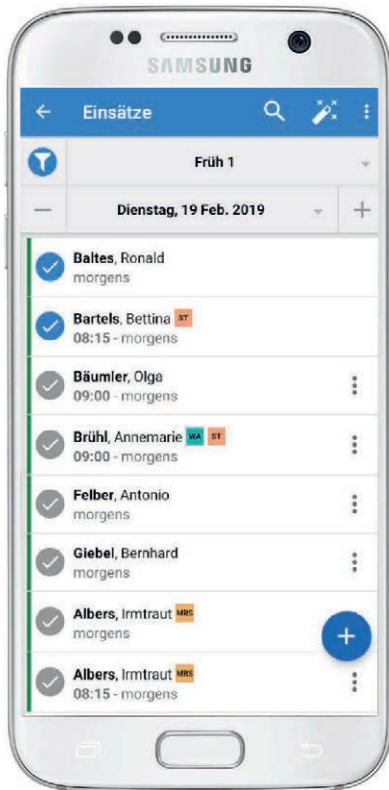 SAMSUNG
Einsätze
Früh 1
Dienstag, 19 Feb. 2019
Baltes, Ronald
morgens
Bartels, Bettina ST
08:15 - morgens
Bäumler, Olga
09:00 - morgens
Brühl, Annemarie WA ST
09:00 - morgens
Felber, Antonio
morgens
Giebel, Bernhard
morgens
Albers, Irmtraut MRS
morgens
Albers, Irmtraut MRS
08:15 - morgens